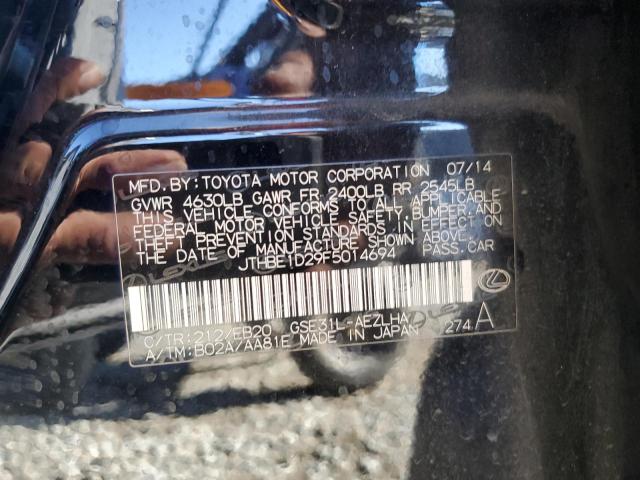 MFD.BY:TOYOTA MOTOR CORPORATION 07/14
GVWR 4630LB GAWR FR 2400LB RR 2545LB
THIS VEHICLE CONFORMS TO ALL APPLICABLE
FEDERAL MOTOR VEHICLE SAFETY,BUMPER,AND
THEFT PREVENTION STANDARDS IN EFFECT ON
THE DATE OF MANUFACTURE SHOWN ABOVE.
JTHBE1D29F5014694 PASS.CAR
C/TR:212/EB20 GSE31L-AEZLHA
A/TM:B02A/AA81E MADE IN JAPAN 274 A